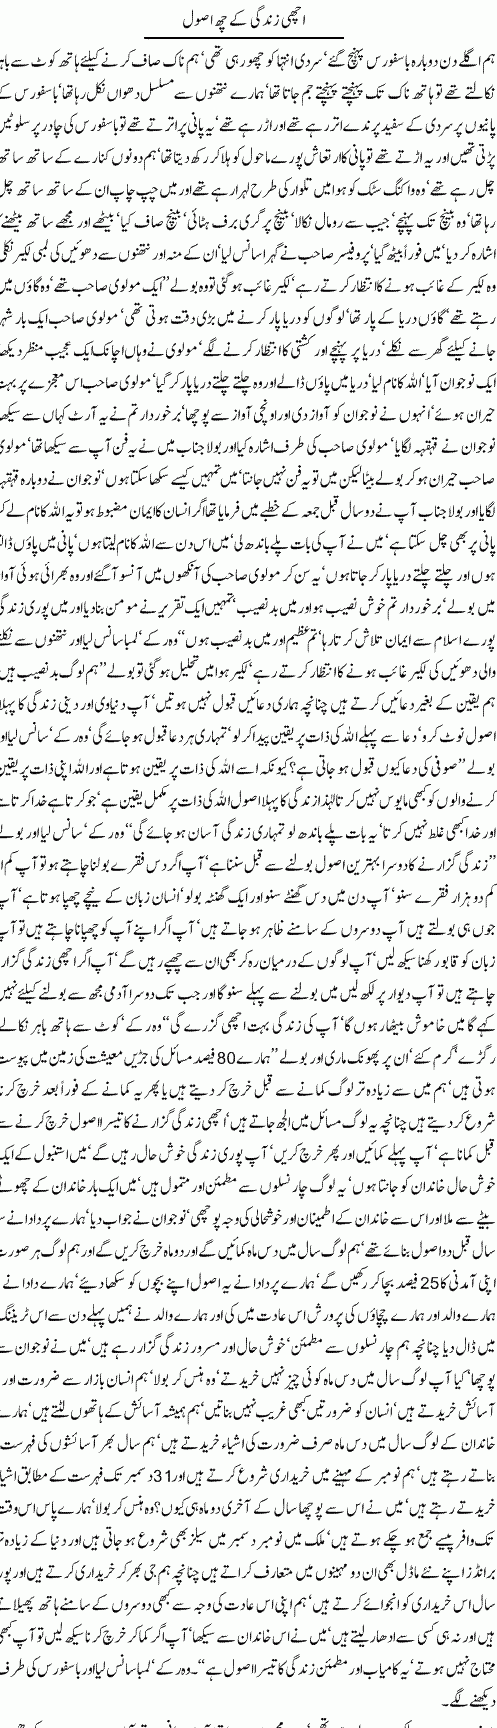 اچھی زندگی کے چھ اصول
ہم اگلے دن دوبارہ باسفورس پہنچ گئے‘ سردی انتہا کو چھو رہی تھی‘ ہم ناک صاف کرنے کیلئے ہاتھ کوٹ سے باہر
نکالتے تھے تو ہاتھ ناک تک پہنچتے پہنچتے جم جاتا تھا‘ ہمارے نتھنوں سے مسلسل دھواں نکل رہا تھا‘ باسفورس کے
پانیوں پر سردی کے سفید پرندے اتر رہے تھے اور اڑ رہے تھے‘ یہ پانی پر اترتے تھے تو باسفورس کی چادر پر سلوٹیں
پڑتی تھیں اور یہ اڑتے تھے تو پانی کا ارتعاش پورے ماحول کو ہلا کر رکھ دیتا تھا‘ ہم دونوں کنارے کے ساتھ ساتھ
چل رہے تھے‘ وہ واکنگ سٹک کو ہوا میں تلوار کی طرح لہرا رہے تھے اور میں چپ چاپ ان کے ساتھ ساتھ چل
رہا تھا‘ وہ بینچ تک پہنچے‘ جیب سے رومال نکالا‘ بینچ پر گری برف ہٹائی‘ بینچ صاف کیا‘ بیٹھے اور مجھے ساتھ بیٹھنے کا
اشارہ کر دیا‘ میں فوراً بیٹھ گیا‘ پروفیسر صاحب نے گہرا سانس لیا‘ ان کے منہ اور نتھنوں سے دھوئیں کی لمبی لکیر نکلی
وہ لکیر کے غائب ہونے کا انتظار کرتے رہے‘ لکیر غائب ہو گئی تو وہ بولے ’’ایک مولوی صاحب تھے‘ وہ گاؤں میں
رہتے تھے‘ گاؤں دریا کے پار تھا‘ لوگوں کو دریا پار کرنے میں بڑی دقت ہوتی تھی‘ مولوی صاحب ایک بار شہر
جانے کیلئے گھر سے نکلے‘ دریا پر پہنچے اور کشتی کا انتظار کرنے لگے‘ مولوی نے وہاں اچانک ایک عجیب منظر دیکھا
ایک نوجوان آیا‘ اللہ کا نام لیا‘ دریا میں پاؤں ڈالے اور وہ چلتے چلتے دریا پار کر گیا‘ مولوی صاحب اس معجزے پر بہت
حیران ہوئے‘ انہوں نے نوجوان کو آواز دی اور اونچی آواز سے پوچھا‘ برخوردار تم نے یہ آرٹ کہاں سے سیکھا
نوجوان نے قہقہہ لگایا‘ مولوی صاحب کی طرف اشارہ کیا اور بولا جناب میں نے یہ فن آپ سے سیکھا تھا‘ مولوی
صاحب حیران ہو کر بولے بیٹا لیکن میں تو یہ فن نہیں جانتا‘ میں تمہیں کیسے سکھا سکتا ہوں‘ نوجوان نے دوبارہ قہقہہ
لگایا اور بولا جناب آپ نے دو سال قبل جمعہ کے خطبے میں فرمایا تھا اگر انسان کا ایمان مضبوط ہو تو یہ اللہ کا نام لے کر
پانی پر بھی چل سکتا ہے‘ میں نے آپ کی بات پلے باندھ لی‘ میں اس دن سے اللہ کا نام لیتا ہوں‘ پانی میں پاؤں ڈالتا
ہوں اور چلتے چلتے دریا پار کر جاتا ہوں‘ یہ سن کر مولوی صاحب کی آنکھوں میں آنسو آ گئے اور وہ بھرائی ہوئی آواز
میں بولے‘ برخوردار تم خوش نصیب ہو اور میں بدنصیب‘ تمہیں ایک تقریر نے مومن بنا دیا اور میں پوری زندگی
پورے اسلام سے ایمان تلاش کرتا رہا‘ تم عظیم اور میں بدنصیب ہوں‘‘ وہ رکے‘ لمبا سانس لیا اور نتھنوں سے نکلنے
والی دھوئیں کی لکیر غائب ہونے کا انتظار کرتے رہے‘ لکیر ہوا میں تحلیل ہو گئی تو بولے ’’ہم لوگ بدنصیب ہیں
ہم یقین کے بغیر دعائیں کرتے ہیں چنانچہ ہماری دعائیں قبول نہیں ہوتیں‘ آپ دنیاوی اور دینی زندگی کا پہلا
اصول نوٹ کر لو‘ دعا سے پہلے اللہ کی ذات پر یقین پیدا کر لو‘ تمہاری ہر دعا قبول ہو جائے گی‘ وہ رکے‘ سانس لیا اور
بولے ’’صوفی کی دعا کیوں قبول ہو جاتی ہے؟ کیونکہ اسے اللہ کی ذات پر یقین ہوتا ہے اور اللہ اپنی ذات پر یقین
کرنے والوں کو کبھی مایوس نہیں کرتا لہٰذا زندگی کا پہلا اصول اللہ کی ذات پر مکمل یقین ہے‘ جو کرتا ہے خدا کرتا ہے
اور خدا کبھی غلط نہیں کرتا‘ یہ بات پلے باندھ لو تمہاری زندگی آسان ہو جائے گی‘‘ وہ رکے‘ سانس لیا اور بولے
’’زندگی گزارنے کا دوسرا بہترین اصول بولنے سے قبل سننا ہے‘ آپ اگر دس فقرے بولنا چاہتے ہو تو آپ کم از
کم دو ہزار فقرے سنو‘ آپ دن میں دس گھنٹے سنو اور ایک گھنٹہ بولو‘ انسان زبان کے نیچے چھپا ہوتا ہے‘ آپ
جوں ہی بولتے ہیں آپ دوسروں کے سامنے ظاہر ہو جاتے ہیں‘ آپ اگر اپنے آپ کو چھپانا چاہتے ہیں تو آپ
زبان کو قابو رکھنا سیکھ لیں‘ آپ لوگوں کے درمیان رہ کر بھی ان سے چھپے رہیں گے‘ آپ اگر اچھی زندگی گزارنا
چاہتے ہیں تو آپ دیوار پر لکھ لیں میں بولنے سے پہلے سنوں گا اور جب تک دوسرا آدمی مجھ سے بولنے کیلئے نہیں
کہے گا میں خاموش بیٹھا رہوں گا‘ آپ کی زندگی بہت اچھی گزرے گی‘‘ وہ رکے‘ کوٹ سے ہاتھ باہر نکالے
رگڑے‘ گرم کئے‘ ان پر پھونک ماری اور بولے ’’ہمارے 80 فیصد مسائل کی جڑیں معیشت کی زمین میں پیوست
ہوتی ہیں‘ ہم میں سے زیادہ تر لوگ کمانے سے قبل خرچ کر دیتے ہیں یا پھر یہ کمانے کے فوراً بعد خرچ کرنا
شروع کر دیتے ہیں چنانچہ یہ لوگ مسائل میں الجھ جاتے ہیں‘ اچھی زندگی گزارنے کا تیسرا اصول خرچ کرنے سے
قبل کمانا ہے‘ آپ پہلے کمائیں اور پھر خرچ کریں‘ آپ پوری زندگی خوش حال رہیں گے‘ میں استنبول کے ایک
خوش حال خاندان کو جانتا ہوں‘ یہ لوگ چار نسلوں سے مطمئن اور متمول ہیں‘ میں ایک بار خاندان کے چھوٹے
بیٹے سے ملا اور اس سے خاندان کے اطمینان اور خوشحالی کی وجہ پوچھی‘ نوجوان نے جواب دیا‘ ہمارے پردادا نے سو
سال قبل دو اصول بنائے تھے‘ ہم لوگ سال میں دس ماہ کمائیں گے اور دو ماہ خرچ کریں گے اور ہم لوگ ہر صورت
اپنی آمدنی کا 25 فیصد بچا کر رکھیں گے‘ ہمارے پردادا نے یہ اصول اپنے بچوں کو سکھا دیئے‘ ہمارے دادا نے
ہمارے والد اور ہمارے چچاؤں کی پرورش اس عادت میں کی اور ہمارے والد نے ہمیں پہلے دن سے اس ٹریننگ
میں ڈال دیا چنانچہ ہم چار نسلوں سے مطمئن‘ خوش حال اور مسرور زندگی گزار رہے ہیں‘ میں نے نوجوان سے
پوچھا‘ کیا آپ لوگ سال میں دس ماہ کوئی چیز نہیں خریدتے‘ وہ ہنس کر بولا‘ ہم انسان بازار سے ضرورت اور
آسائش خریدتے ہیں‘ انسان کو ضرورتیں کبھی غریب نہیں بناتیں‘ ہم ہمیشہ آسائش کے ہاتھوں لٹتے ہیں‘ ہمارے
خاندان کے لوگ سال میں دس ماہ صرف ضرورت کی اشیاء خریدتے ہیں‘ ہم سال بھر آسائشوں کی فہرست
بناتے رہتے ہیں‘ ہم نومبر کے مہینے میں خریداری شروع کرتے ہیں اور 31 دسمبر تک فہرست کے مطابق اشیاء
خریدتے رہتے ہیں‘ میں نے اس سے پوچھا سال کے آخری دو ماہ ہی کیوں؟ وہ ہنس کر بولا‘ ہمارے پاس اس وقت
تک وافر پیسے جمع ہو چکے ہوتے ہیں‘ ملک میں نومبر دسمبر میں سیلز بھی شروع ہو جاتی ہیں اور دنیا کے زیادہ تر
برانڈز اپنے نئے ماڈل بھی ان دو مہینوں میں متعارف کراتے ہیں چنانچہ ہم جی بھر کر خریداری کرتے ہیں اور پورا
سال اس خریداری کو انجوائے کرتے ہیں‘ ہم اپنی اس عادت کی وجہ سے کبھی دوسروں کے سامنے ہاتھ پھیلاتے
ہیں اور نہ ہی کسی سے ادھار لیتے ہیں‘ میں نے اس خاندان سے سیکھا‘ آپ اگر کما کر خرچ کرنا سیکھ لیں تو آپ کبھی
محتاج نہیں ہوتے‘ یہ کامیاب اور مطمئن زندگی کا تیسرا اصول ہے‘‘۔ وہ رکے‘ لمبا سانس لیا اور باسفورس کی طرف
دیکھنے لگے۔